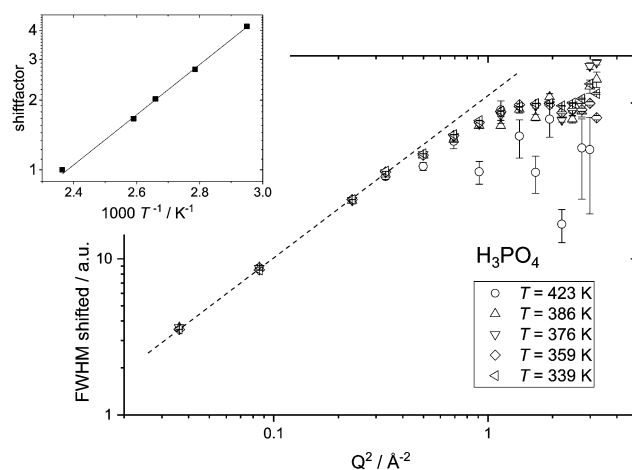 4
3
2
1
shiftfactor
2.4 2.6 2.8 3.0
1000 T⁻¹ / K⁻¹
10
1
FWHM shifted / a.u.
H₃PO₄
T = 423 K
T = 386 K
T = 376 K
T = 359 K
T = 339 K
0.1 1
Q² / Å⁻²